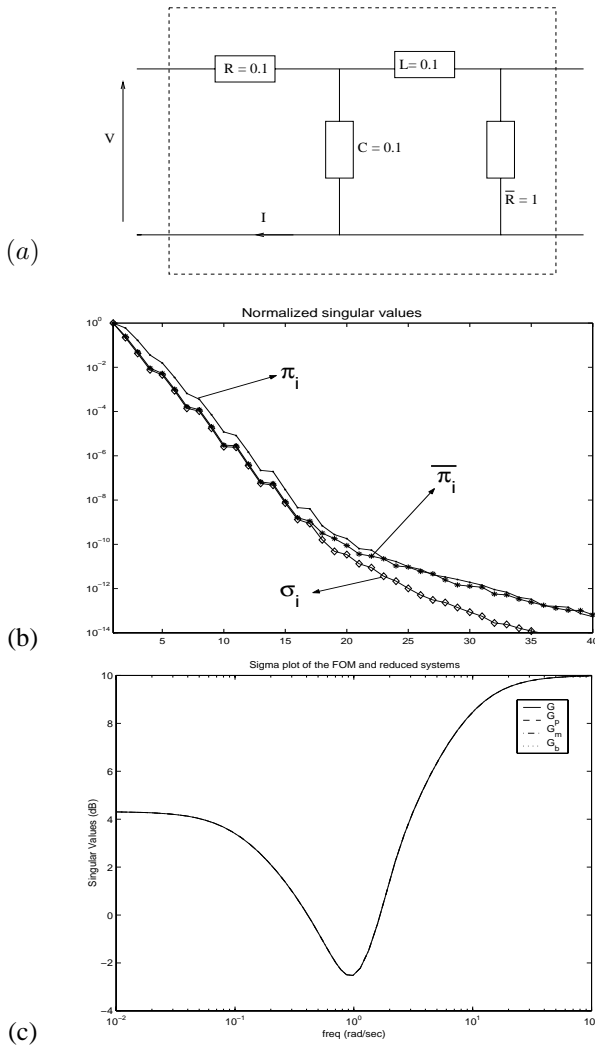 R = 0.1
L= 0.1
V
C = 0.1
R̅ = 1
I
(a)
Normalized singular values
10^0
10^-2
10^-4
10^-6
10^-8
10^-10
10^-12
10^-14
π_i
π̅_i
σ_i
5 10 15 20 25 30 35 40
(b)
Sigma plot of the FOM and reduced systems
10
8
6
4
2
0
−2
−4
Singular Values (dB)
G
G_p
G_m
G_b
10^−2 10^−1 10^0 10^1 10^2
freq (rad/sec)
(c)